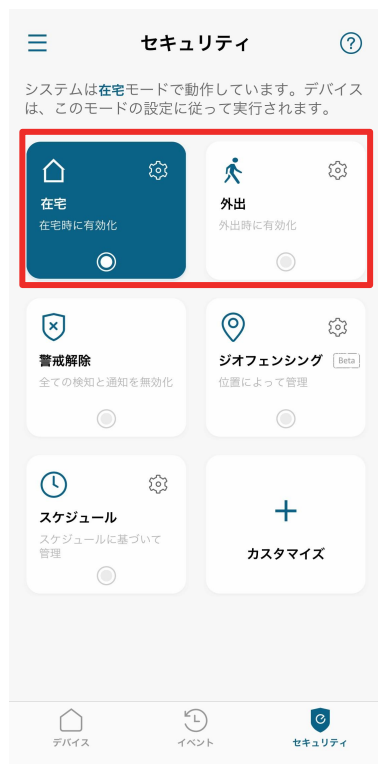 セキュリティ
システムは在宅モードで動作しています。デバイス
は、このモードの設定に従って実行されます。
在宅
在宅時に有効化
外出
外出時に有効化
警戒解除
全ての検知と通知を無効化
ジオフェンシング Beta
位置によって管理
スケジュール
スケジュールに基づいて
管理
カスタマイズ
デバイス
イベント
セキュリティ